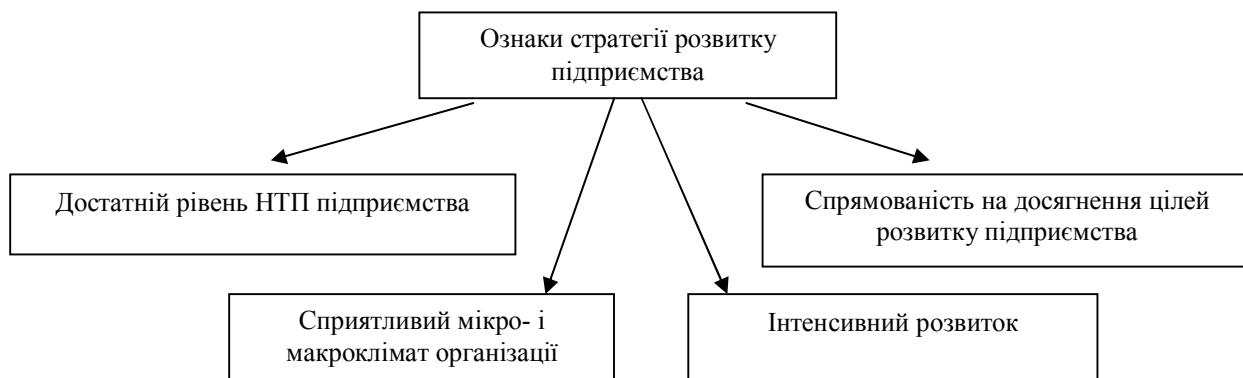 Ознаки стратегії розвитку
підприємства
Достатній рівень НТП підприємства
Спрямованість на досягнення цілей
розвитку підприємства
Сприятливий мікро- і
макроклімат організації
Інтенсивний розвиток